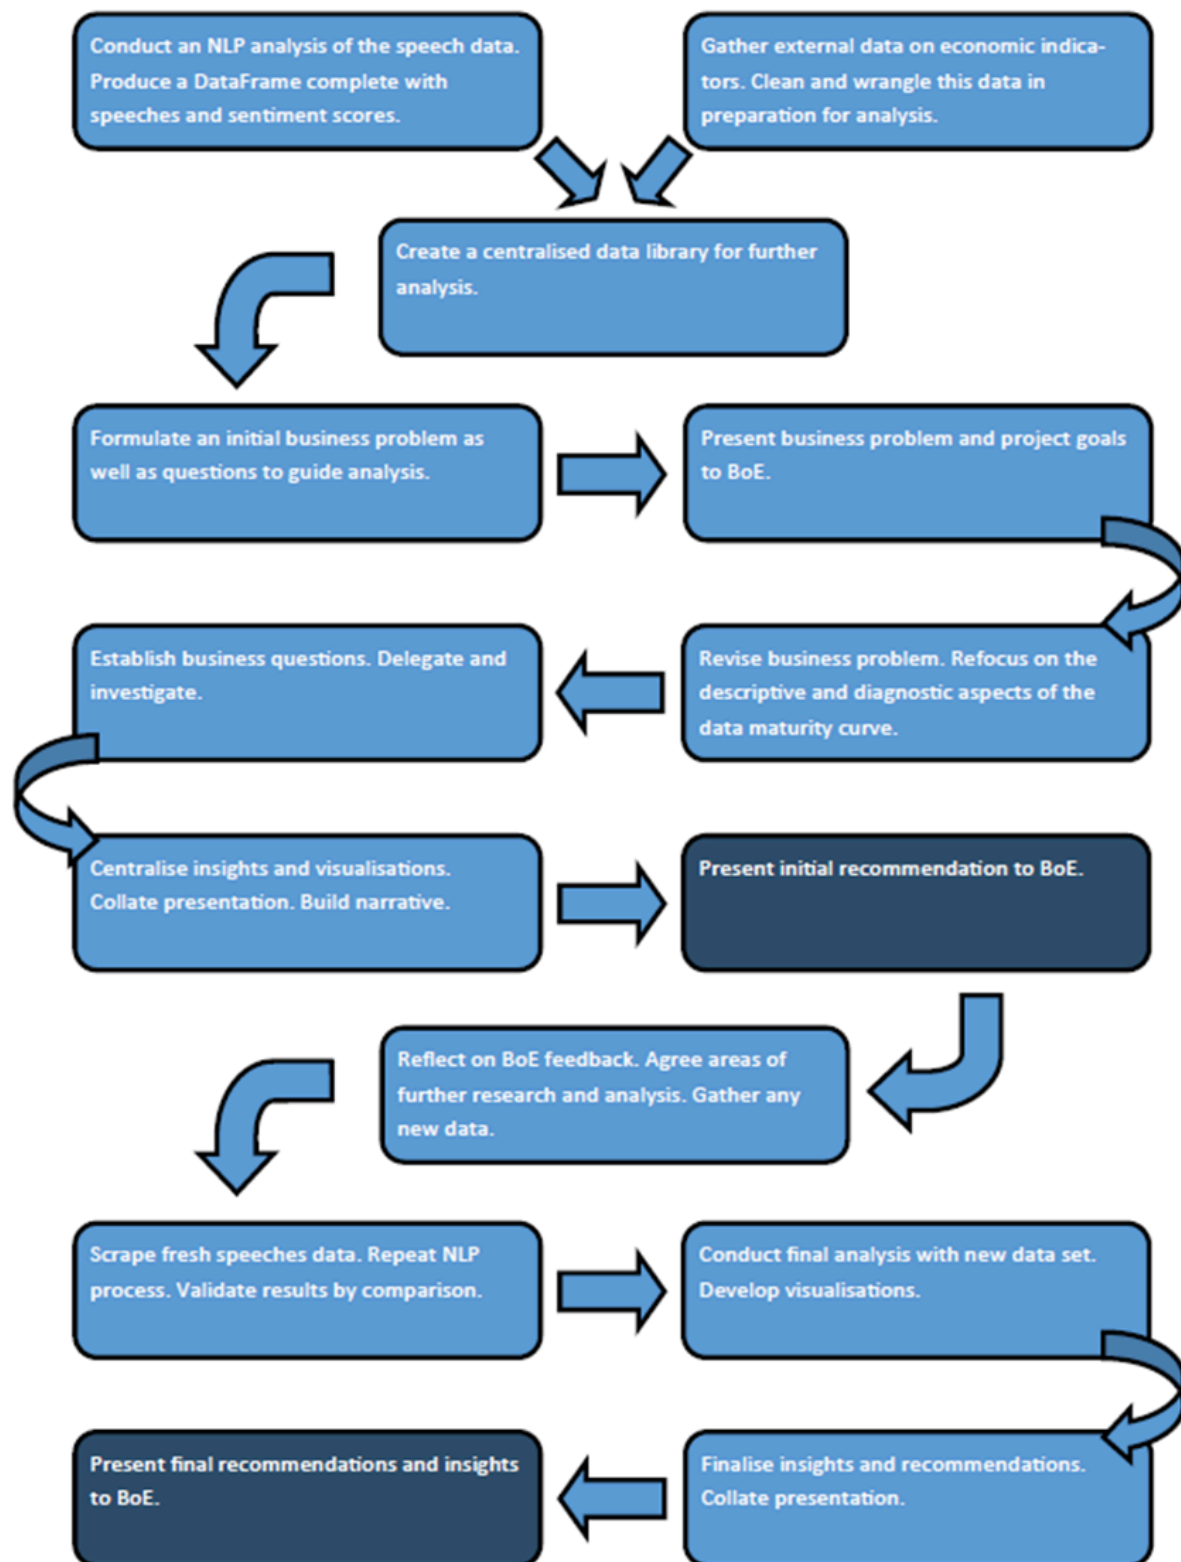 Conduct an NLP analysis of the speech data.
Produce a DataFrame complete with
speeches and sentiment scores.
Gather external data on economic indica-
tors. Clean and wrangle this data in
preparation for analysis.
Create a centralised data library for further
analysis.
Formulate an initial business problem as
well as questions to guide analysis.
Present business problem and project goals
to BoE.
Revise business problem. Refocus on the
descriptive and diagnostic aspects of the
data maturity curve.
Establish business questions. Delegate and
investigate.
Centralise insights and visualisations.
Collate presentation. Build narrative.
Present initial recommendation to BoE.
Reflect on BoE feedback. Agree areas of
further research and analysis. Gather any
new data.
Scrape fresh speeches data. Repeat NLP
process. Validate results by comparison.
Conduct final analysis with new data set.
Develop visualisations.
Finalise insights and recommendations.
Collate presentation.
Present final recommendations and insights
to BoE.